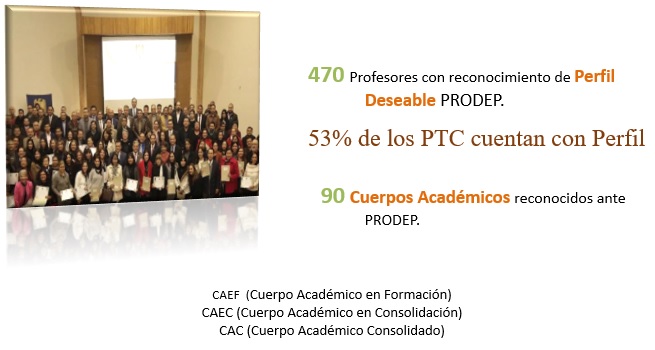 470 Profesores con reconocimiento de Perfil
Deseable PRODEP.
53% de los PTC cuentan con Perfil
90 Cuerpos Académicos reconocidos ante
PRODEP.
CAEF (Cuerpo Académico en Formación)
CAEC (Cuerpo Académico en Consolidación)
CAC (Cuerpo Académico Consolidado)